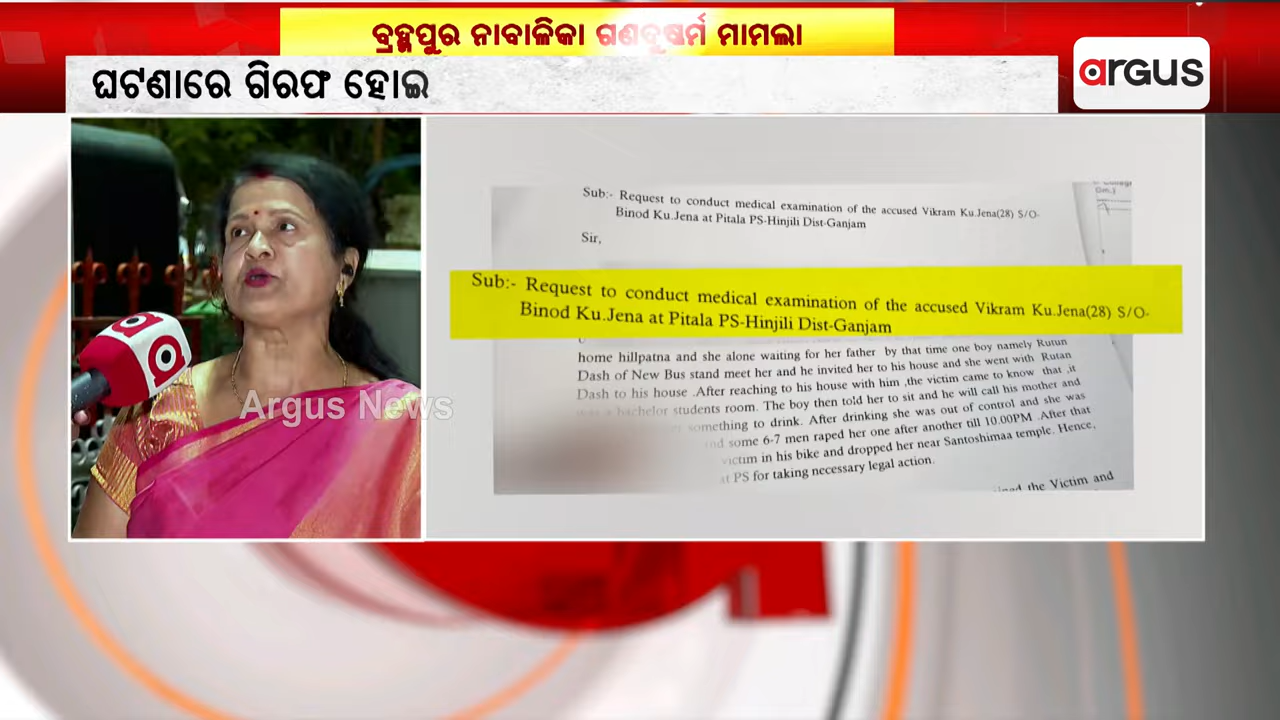 ବ୍ରହ୍ମପୁର ନାବାଳିକା ଗଣଦୁଷ୍କର୍ମ ମାମଲା
ଘଟଣାରେ ଗିରଫ ହୋଇ
argus
Sub:- Request to conduct medical examination of the accused Vikram Ku.Jena(28) S/O-
Binod Ku.Jena at Pitala PS-Hinjili Dist-Ganjam
Sir,
Sub:- Request to conduct medical examination of the accused Vikram Ku.Jena(28) S/O-
Binod Ku.Jena at Pitala PS-Hinjili Dist-Ganjam
home hillpatna and she alone waiting for her father by that time one boy namely Rutun
Dash of New Bus stand meet her and he invited her to his house and she went with Rutan
Dash to his house .After reaching to his house with him ,the victim came to know that ,it
was a bachelor students room. The boy then told her to sit and he will call his mother and
something to drink. After drinking she was out of control and she was
some 6-7 men raped her one after another till 10.00PM .After that
victim in his bike and dropped her near Santoshimaa temple. Hence,
PS for taking necessary legal action.
the Victim and
Argus News